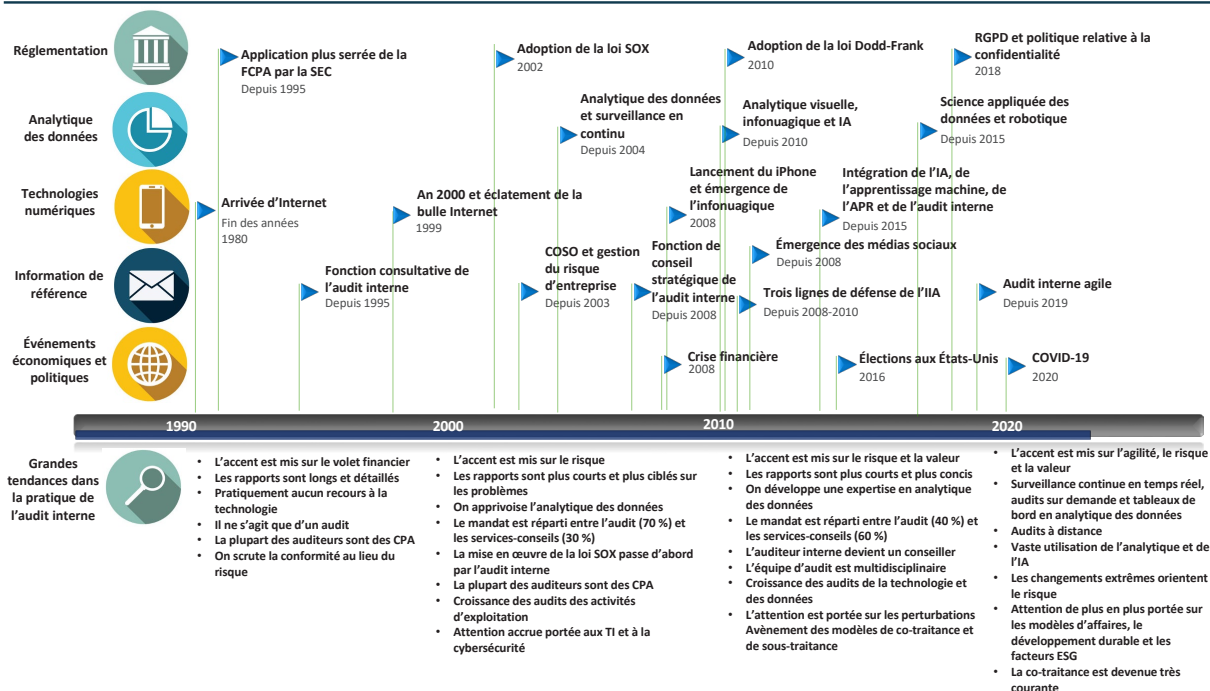 Réglementation
Application plus serrée de la
FCPA par la SEC
Depuis 1995
Adoption de la loi SOX
2002
Adoption de la loi Dodd-Frank
2010
RGPD et politique relative à la
confidentialité
2018
Analytique
des données
Analytique des données
et surveillance en
continu
Depuis 2004
Analytique visuelle,
infonuagique et IA
Depuis 2010
Science appliquée des
données et robotique
Depuis 2015
Technologies
numériques
Arrivée d’Internet
Fin des années
1980
An 2000 et éclatement de la
bulle Internet
1999
Lancement du iPhone
et émergence de
l’infonuagique
2008
Intégration de l’IA, de
l’apprentissage machine, de
l’APR et de l’audit interne
Depuis 2015
Émergence des médias sociaux
Depuis 2008
Information de
référence
Fonction consultative de
l’audit interne
Depuis 1995
COSO et gestion
du risque
d’entreprise
Depuis 2003
Fonction de
conseil
stratégique de
l’audit interne
Depuis 2008
Trois lignes de défense de l’IIA
Depuis 2008-2010
Audit interne agile
Depuis 2019
Événements
économiques et
politiques
Crise financière
2008
Élections aux États-Unis
2016
COVID-19
2020
1990
2000
2010
2020
Grandes
tendances dans
la pratique de
l’audit interne
• L’accent est mis sur le volet financier
• Les rapports sont longs et détaillés
• Pratiquement aucun recours à la
technologie
• Il ne s’agit que d’un audit
• La plupart des auditeurs sont des CPA
• On scrute la conformité au lieu du
risque
• L’accent est mis sur le risque
• Les rapports sont plus courts et plus ciblés sur
les problèmes
• On apprivoise l’analytique des données
• Le mandat est réparti entre l’audit (70 %) et
les services-conseils (30 %)
• La mise en œuvre de la loi SOX passe d’abord
par l’audit interne
• La plupart des auditeurs sont des CPA
• Croissance des audits des activités
d’exploitation
• Attention accrue portée aux TI et à la
cybersécurité
• L’accent est mis sur le risque et la valeur
• Les rapports sont plus courts et plus concis
• On développe une expertise en analytique
des données
• Le mandat est réparti entre l’audit (40 %) et
les services-conseils (60 %)
• L’auditeur interne devient un conseiller
• L’équipe d’audit est multidisciplinaire
• Croissance des audits de la technologie et
des données
• L’attention est portée sur les perturbations
Avènement des modèles de co-traitance et
de sous-traitance
• L’accent est mis sur l’agilité, le risque
et la valeur
• Surveillance continue en temps réel,
audits sur demande et tableaux de
bord en analytique des données
• Audits à distance
• Vaste utilisation de l’analytique et de
l’IA
• Les changements extrêmes orientent
le risque
• Attention de plus en plus portée sur
les modèles d’affaires, le
développement durable et les
facteurs ESG
• La co-traitance est devenue très
courante